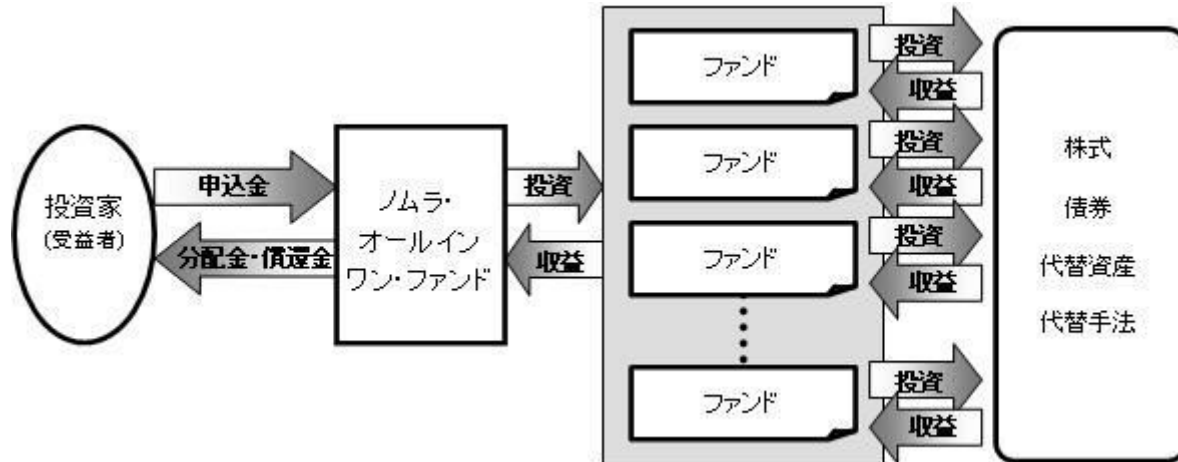 投資家
(受益者)
申込金
分配金・償還金
ノムラ・
オールイン
ワン・ファンド
投資
収益
ファンド
投資
収益
ファンド
投資
収益
ファンド
投資
収益
ファンド
投資
収益
株式
債券
代替資産
代替手法